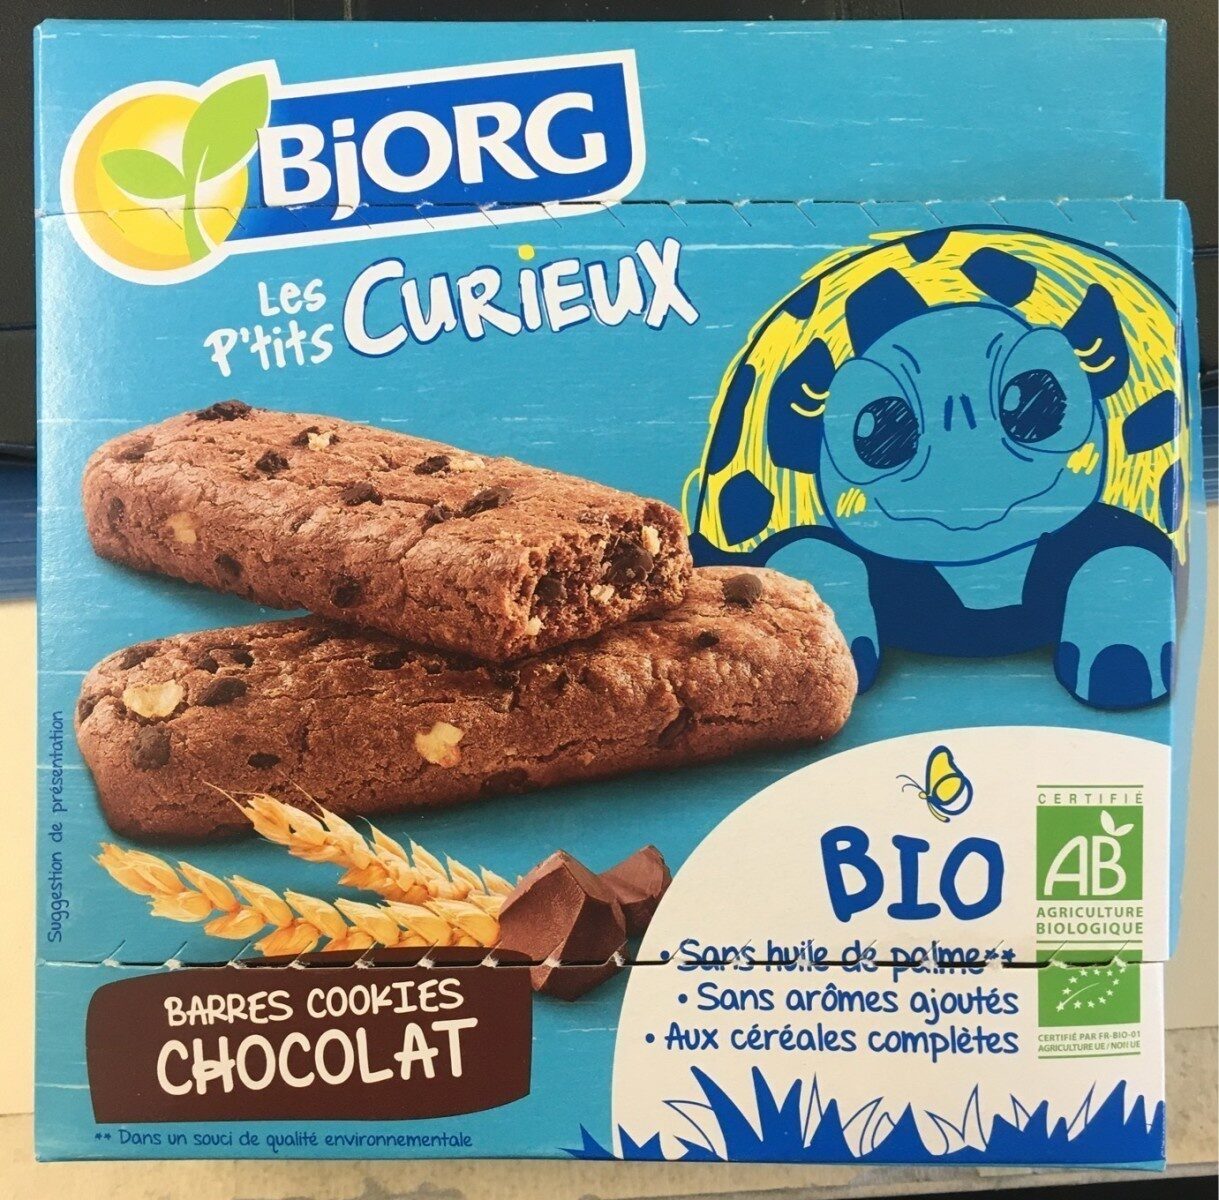 BjORG
Les
P'tits
CURiEUX
Suggestion de présentation
BIO
CERTIFIÉ
AB
AGRICULTURE
BIOLOGIQUE
• Sans huile de palme**
• Sans arômes ajoutés
• Aux céréales complètes
CERTIFIÉ PAR FR-BIO-01
AGRICULTURE UE/NON UE
BARRES COOKIES
CHOCOLAT
** Dans un souci de qualité environnementale